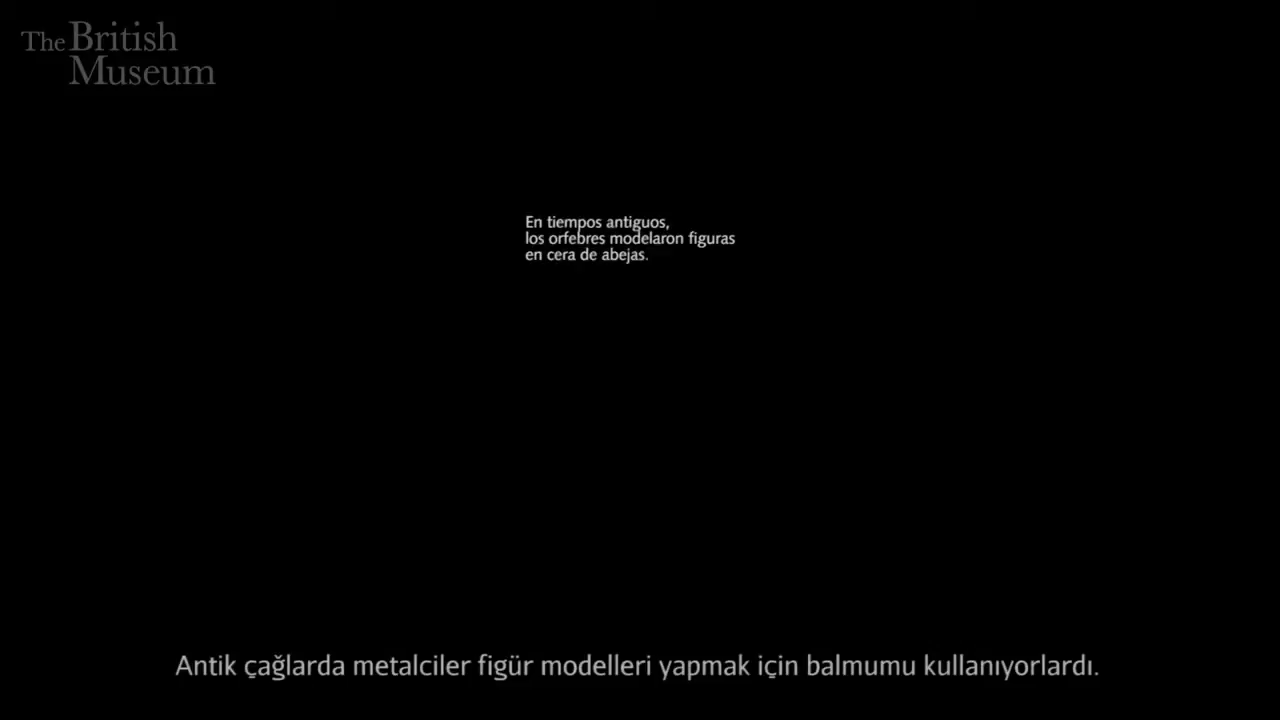 The British
Museum
En tiempos antiguos,
los orfebres modelaron figuras
en cera de abejas.
Antik çağlarda metalciler figür modelleri yapmak için balmumu kullanıyorlardı.